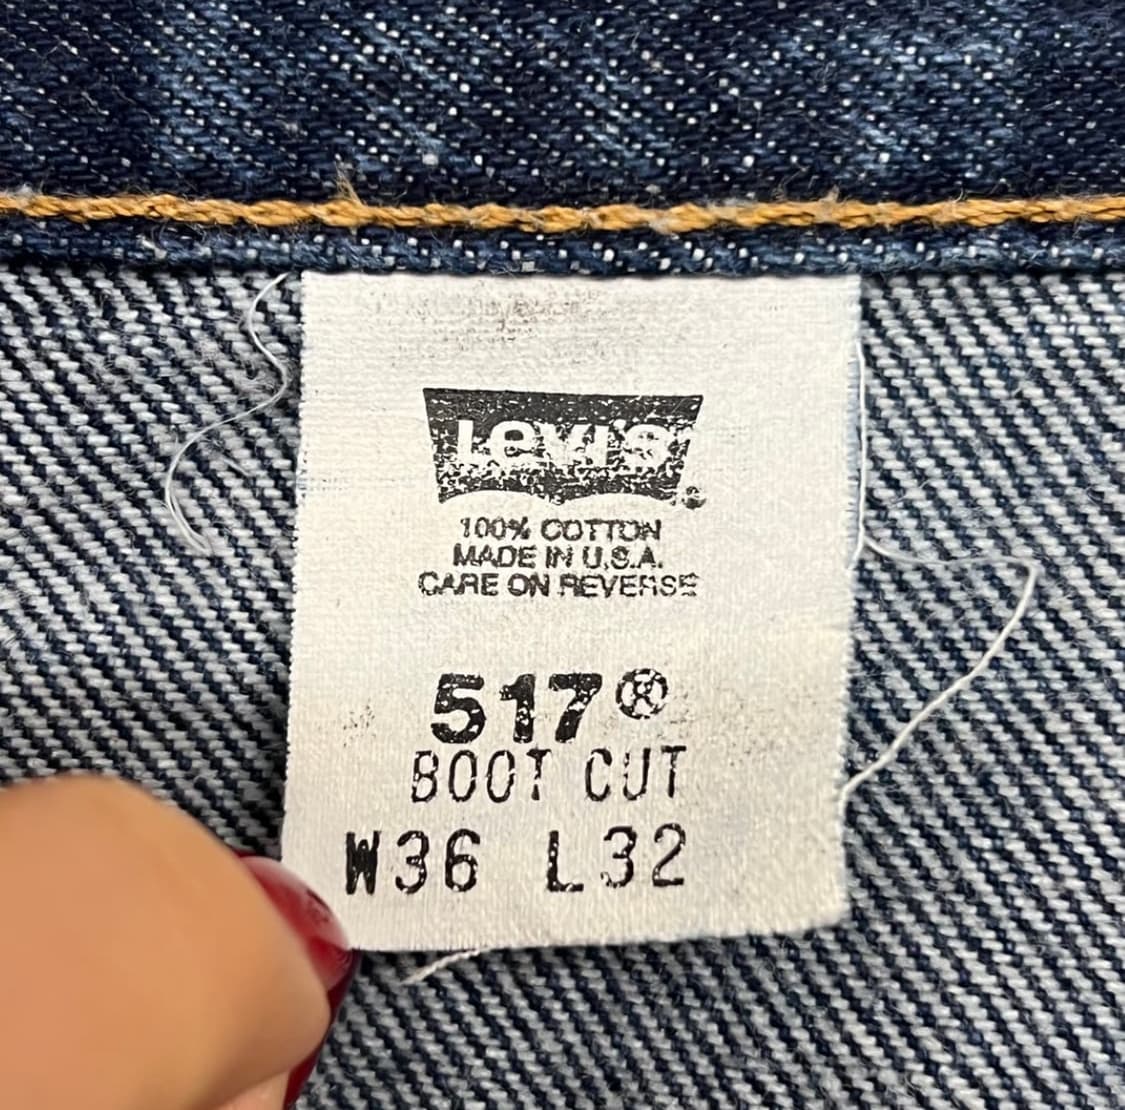 Levi's
®
100% COTTON
MADE IN U.S.A.
CARE ON REVERSE
517®
BOOT CUT
W36 L32